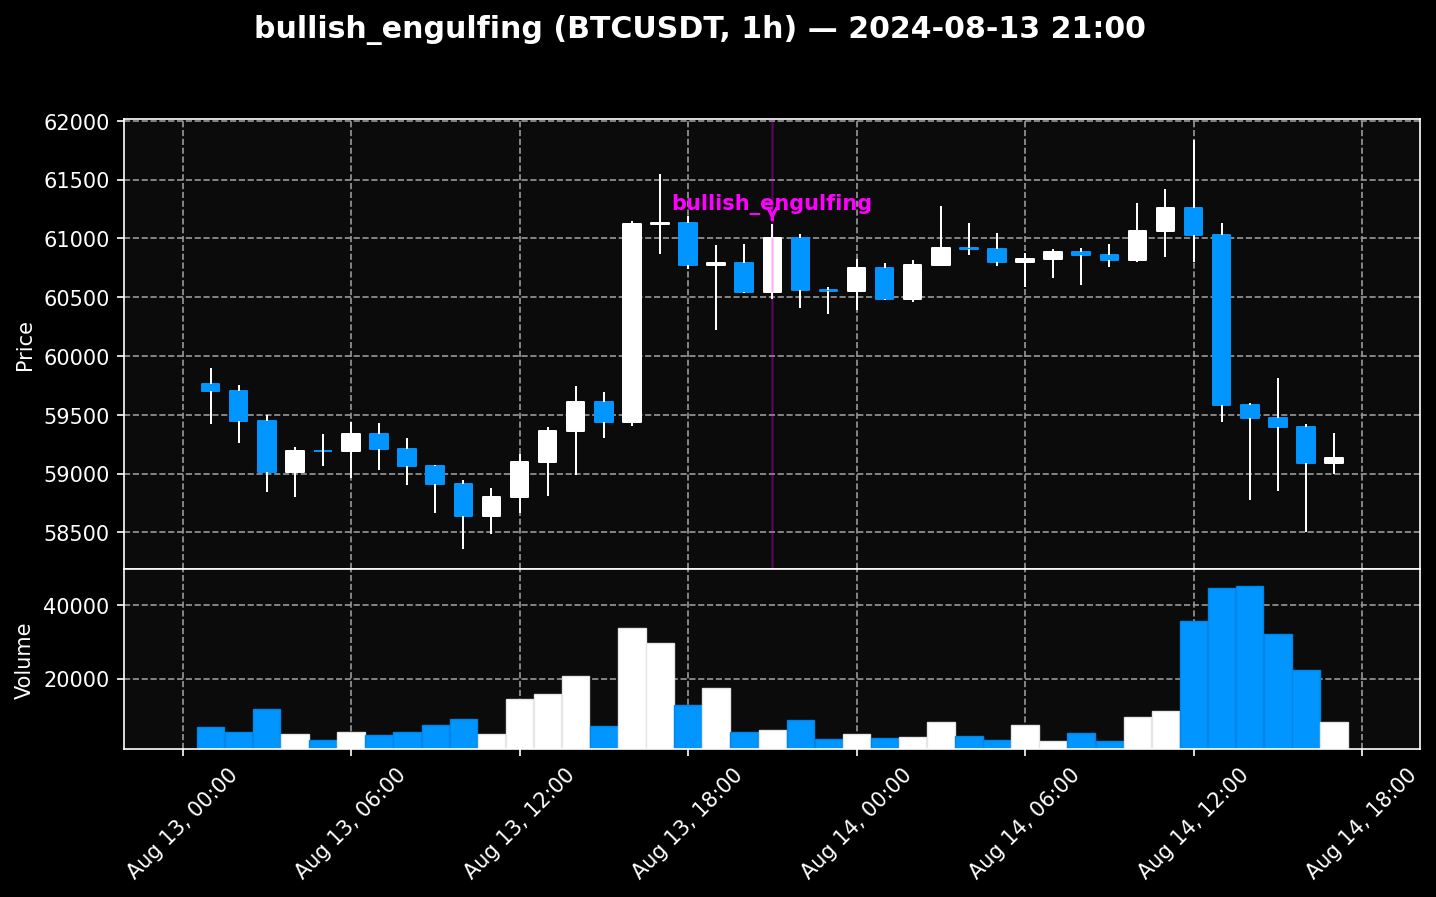 bullish_engulfing (BTCUSDT, 1h) — 2024-08-13 21:00
62000
61500
bullish_engulfing
61000
60500
60000
59500
59000
58500
Price
40000
20000
Volume
Aug 13, 00:00
Aug 13, 06:00
Aug 13, 12:00
Aug 13, 18:00
Aug 14, 00:00
Aug 14, 06:00
Aug 14, 12:00
Aug 14, 18:00